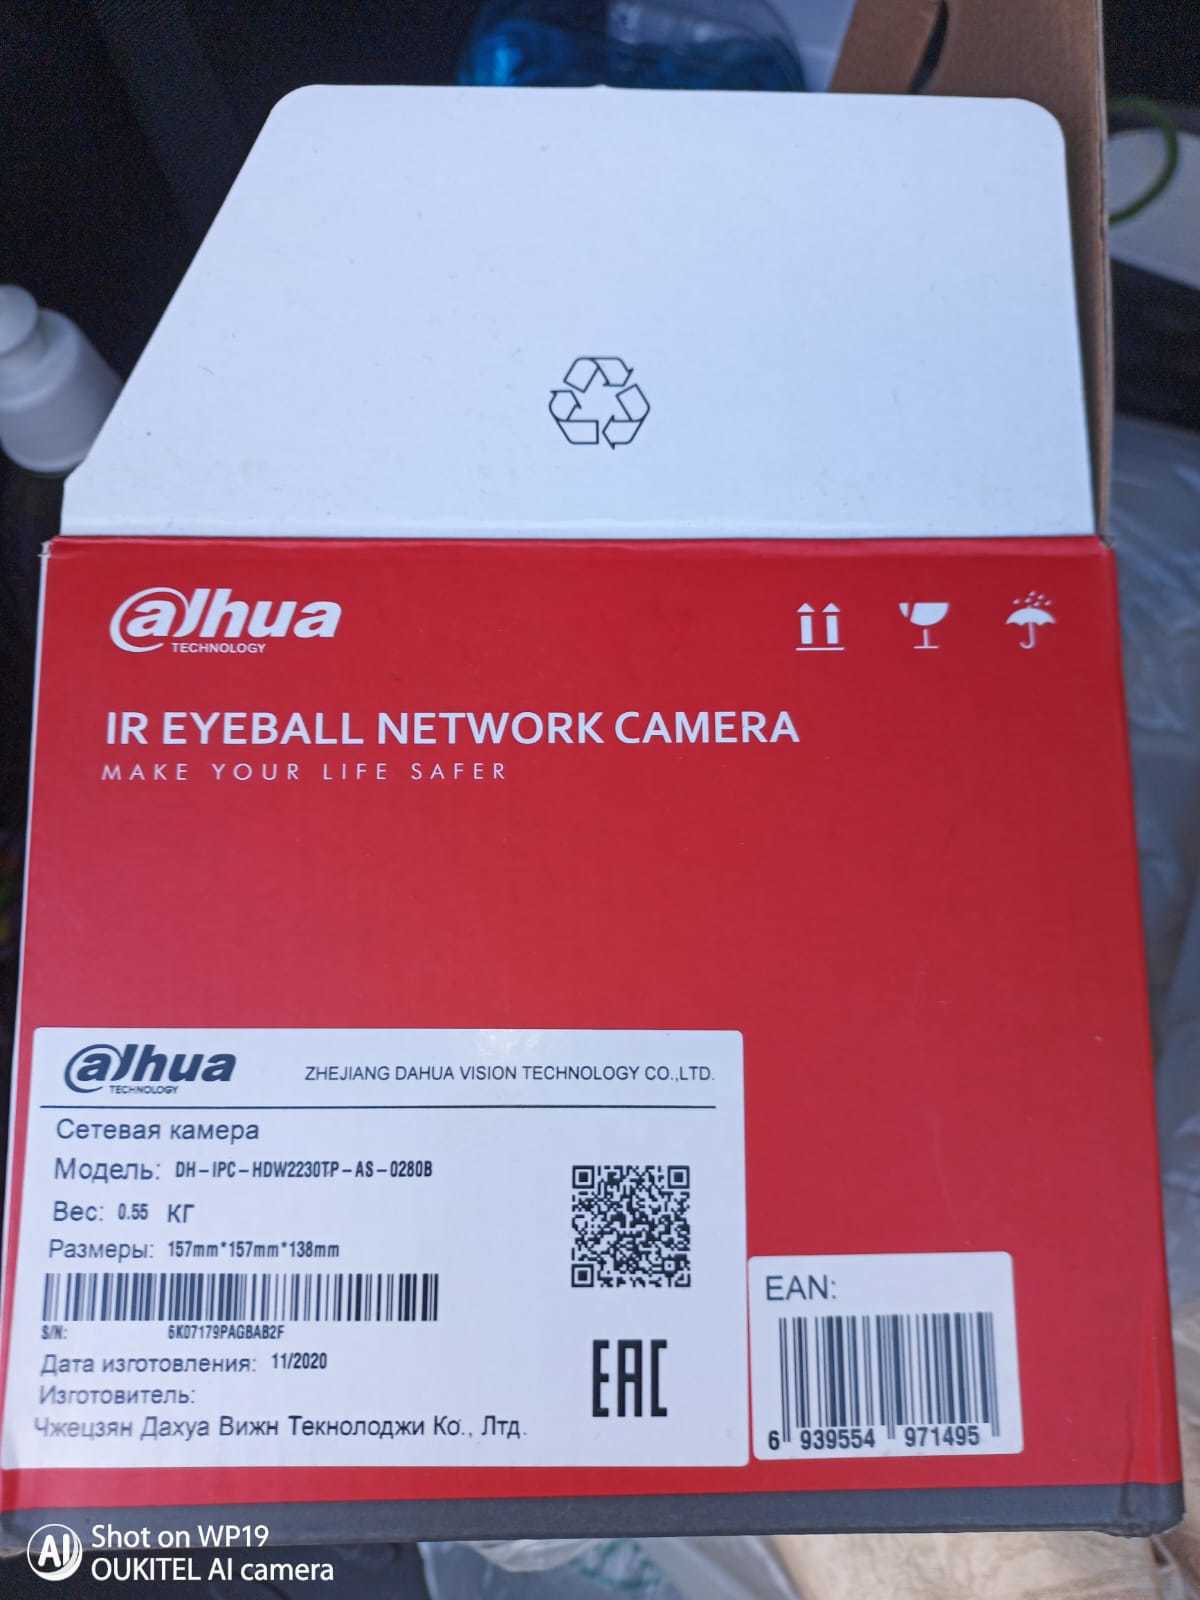 alhua
TECHNOLOGY
IR EYEBALL NETWORK CAMERA
MAKE YOUR LIFE SAFER
alhua
TECHNOLOGY
ZHEJIANG DAHUA VISION TECHNOLOGY CO.,LTD.
Сетевая камера
Модель: DH-IPC-HDW2230TP-AS-0280B
Вес: 0.55 КГ
Размеры: 157mm*157mm*138mm
S/N: 6K07179PAGBAB2F
Дата изготовления: 11/2020
Изготовитель:
Чжецзян Дахуа Вижн Текнолоджи Ко., Лтд.
EAC
EAN:
6 939554 971495
AI Shot on WP19
OUKITEL AI camera